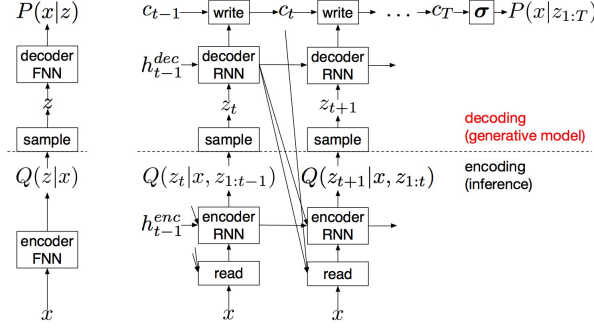 P(x|z)
decoder
FNN
z
sample
Q(z|x)
encoder
FNN
x
c_{t-1} write c_t write ... c_T σ P(x|z_{1:T})
h^{dec}_{t-1} decoder RNN decoder RNN
z_t z_{t+1}
sample sample
decoding
(generative model)
Q(z_t|x, z_{1:t-1}) Q(z_{t+1}|x, z_{1:t})
encoding
(inference)
h^{enc}_{t-1} encoder RNN encoder RNN
read read
x x